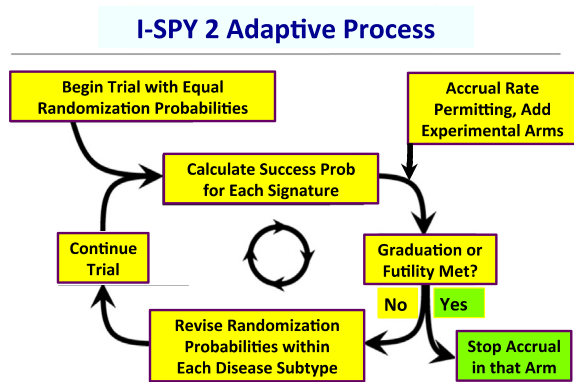 I-SPY 2 Adaptive Process
Begin Trial with Equal
Randomization Probabilities
Accrual Rate
Permitting, Add
Experimental Arms
Calculate Success Prob
for Each Signature
Continue
Trial
Graduation or
Futility Met?
No
Yes
Revise Randomization
Probabilities within
Each Disease Subtype
Stop Accrual
in that Arm